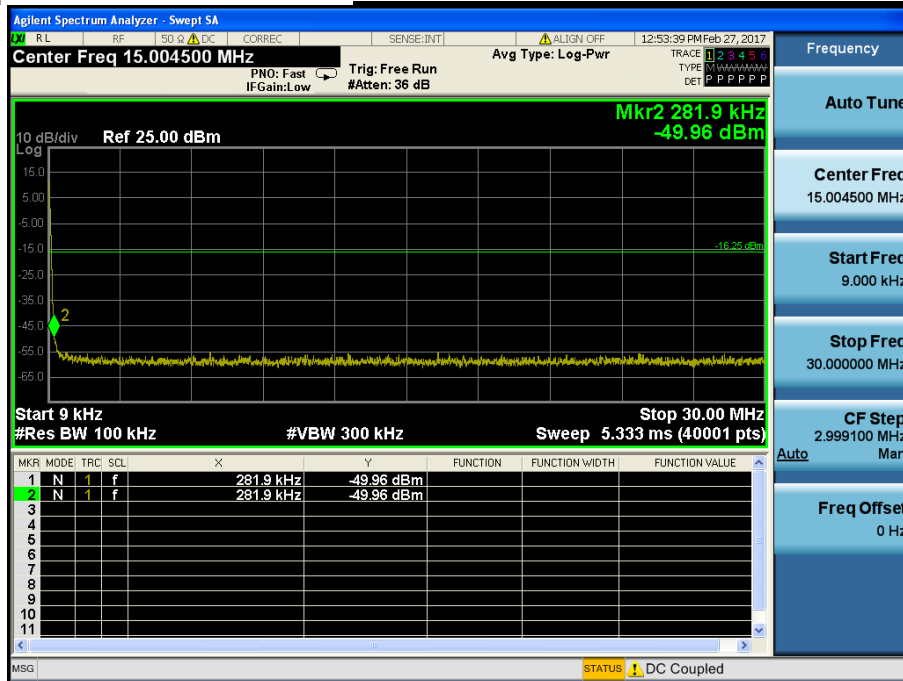 Agilent Spectrum Analyzer - Swept SA
LXI RL RF 50 Ω DC CORREC SENSE:INT ALIGN OFF 12:53:39 PM Feb 27, 2017
Center Freq 15.004500 MHz
PNO: Fast
IFGain:Low
Trig: Free Run
#Atten: 36 dB
Avg Type: Log-Pwr
TRACE 1 2 3 4 5 6
TYPE MWWWWW
DET P P P P P P
Mkr2 281.9 kHz
-49.96 dBm
10 dB/div Ref 25.00 dBm
Log
15.0
5.00
-5.00
-15.0
-16.25 dBm
-25.0
-35.0
-45.0
2
-55.0
-65.0
Start 9 kHz Stop 30.00 MHz
#Res BW 100 kHz #VBW 300 kHz Sweep 5.333 ms (40001 pts)
MKR MODE TRC SCL X Y FUNCTION FUNCTION WIDTH FUNCTION VALUE
1 N 1 f 281.9 kHz -49.96 dBm
2 N 1 f 281.9 kHz -49.96 dBm
3
4
5
6
7
8
9
10
11
MSG STATUS DC Coupled
Frequency
Auto Tune
Center Freq
15.004500 MHz
Start Freq
9.000 kHz
Stop Freq
30.000000 MHz
CF Step
2.999100 MHz
Auto Man
Freq Offset
0 Hz